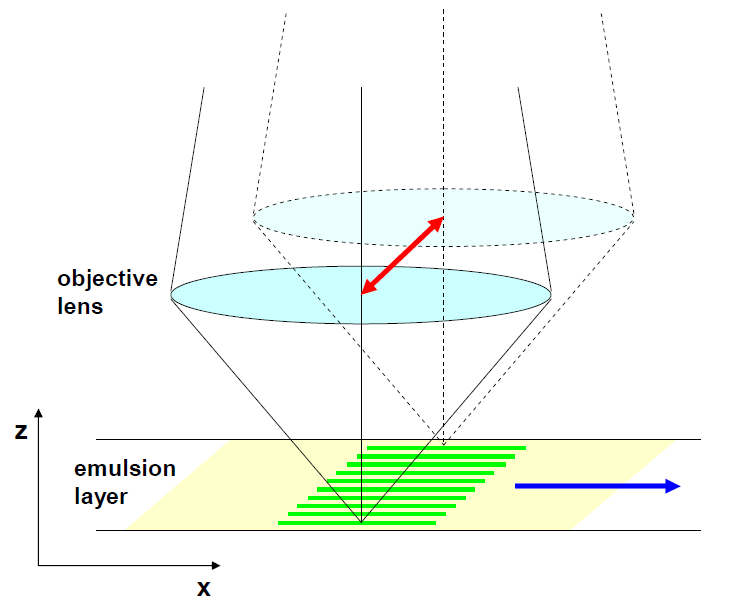 objective
lens
z
emulsion
layer
x